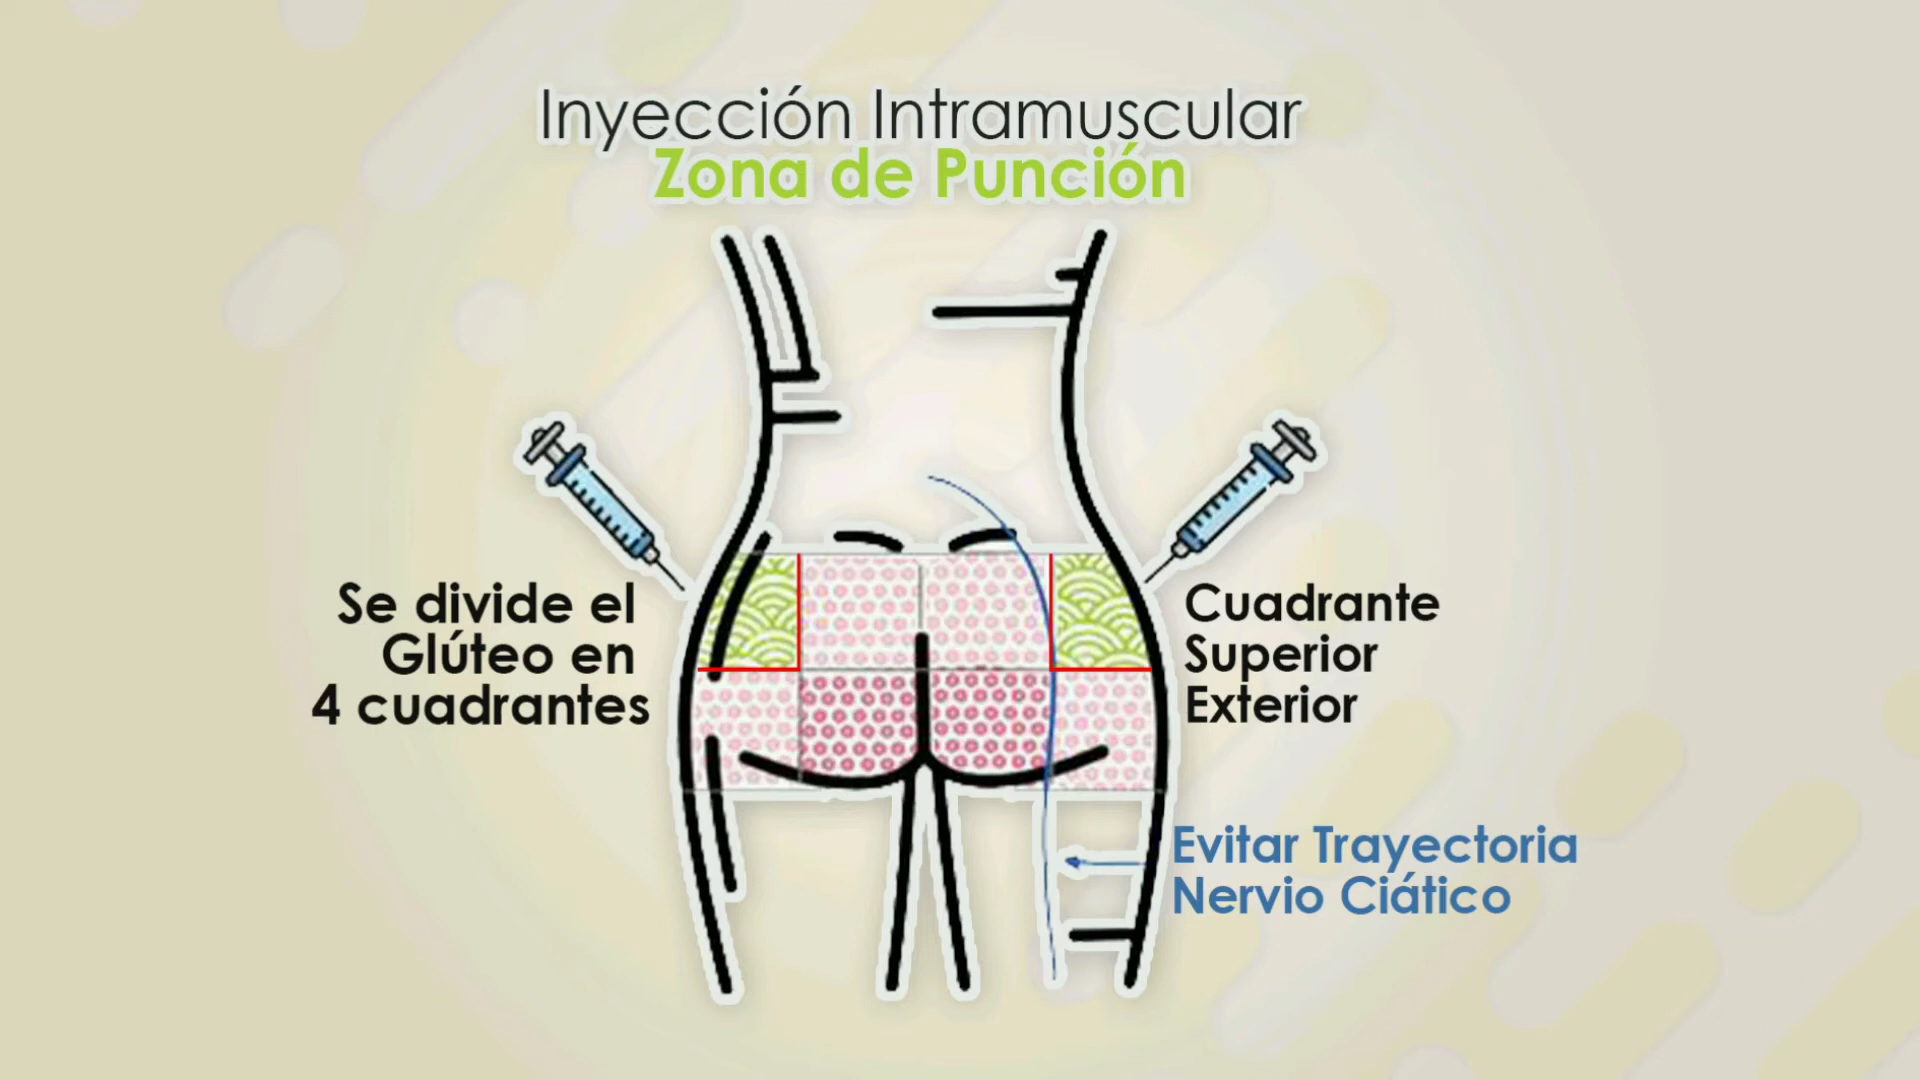 Inyección Intramuscular
Zona de Punción
Se divide el
Glúteo en
4 cuadrantes
Cuadrante
Superior
Exterior
Evitar Trayectoria
Nervio Ciático